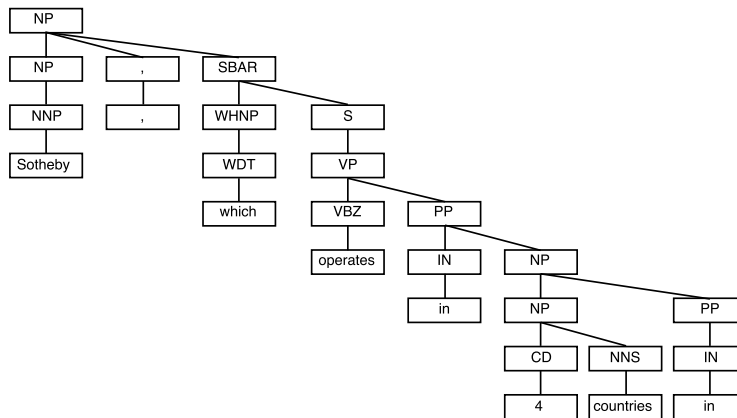 NP
NP , SBAR
NNP , WHNP S
Sotheby WDT VP
which VBZ PP
operates IN NP
in NP PP
CD NNS IN
4 countries in